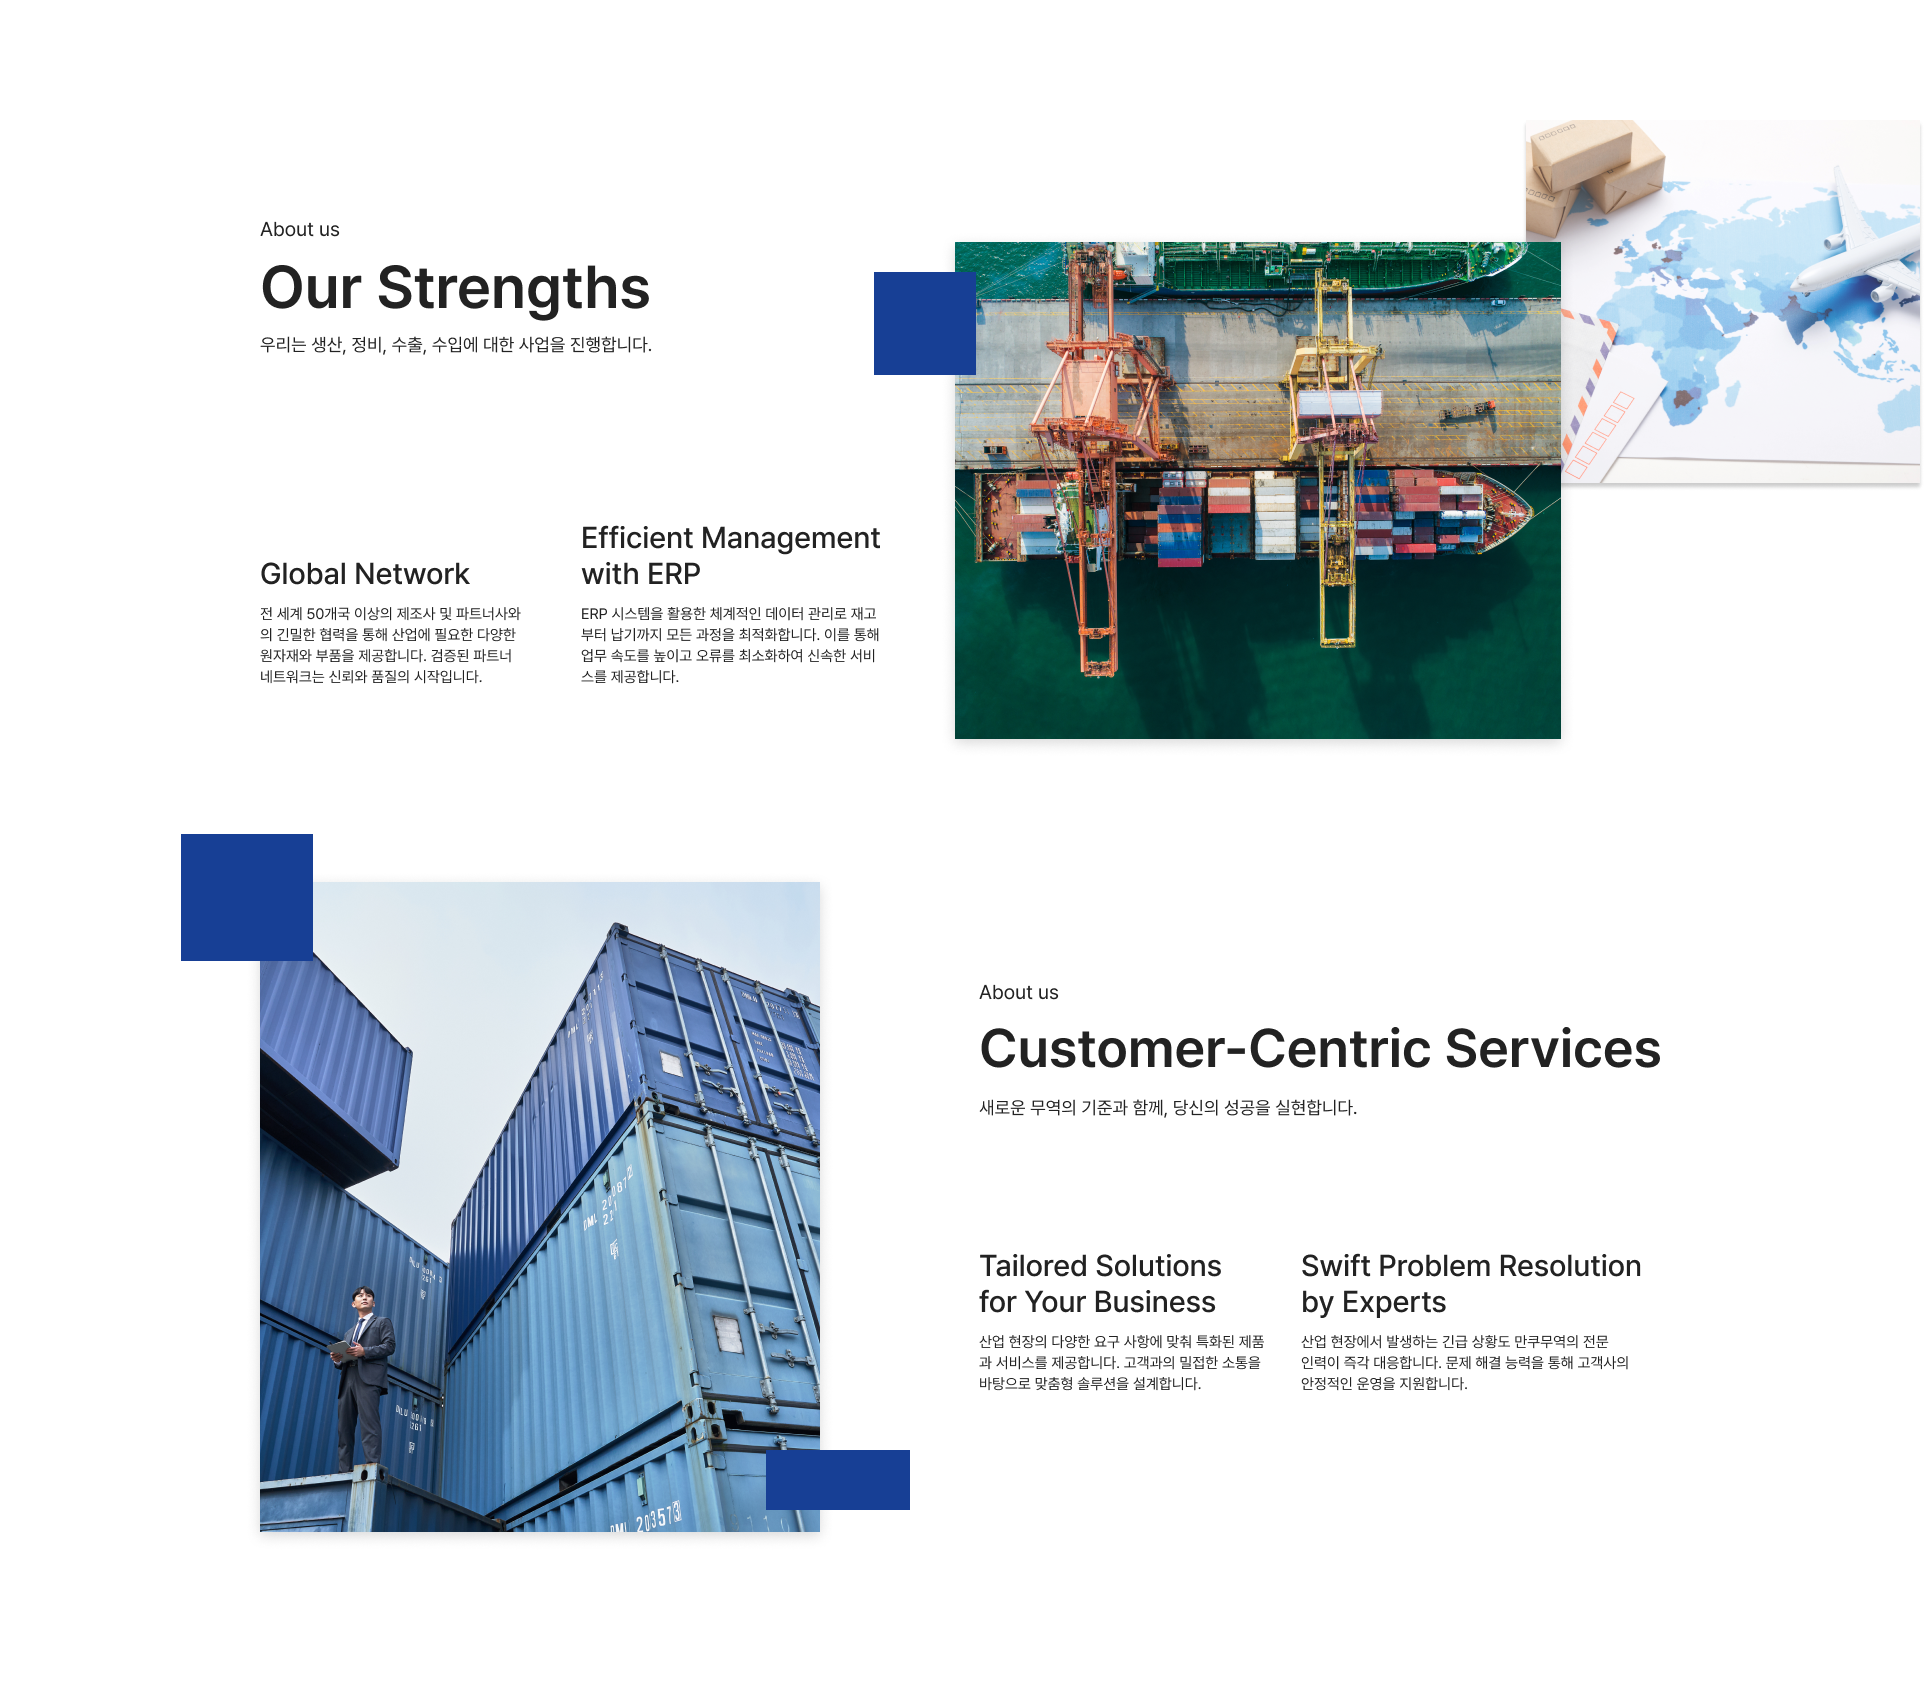 About us
Our Strengths
우리는 생산, 정비, 수출, 수입에 대한 사업을 진행합니다.
Global Network
전 세계 50개국 이상의 제조사 및 파트너사와
의 긴밀한 협력을 통해 산업에 필요한 다양한
원자재와 부품을 제공합니다. 검증된 파트너
네트워크는 신뢰와 품질의 시작입니다.
Efficient Management
with ERP
ERP 시스템을 활용한 체계적인 데이터 관리로 재고
부터 납기까지 모든 과정을 최적화합니다. 이를 통해
업무 속도를 높이고 오류를 최소화하여 신속한 서비
스를 제공합니다.
About us
Customer-Centric Services
새로운 무역의 기준과 함께, 당신의 성공을 실현합니다.
Tailored Solutions
for Your Business
산업 현장의 다양한 요구 사항에 맞춰 특화된 제품
과 서비스를 제공합니다. 고객과의 밀접한 소통을
바탕으로 맞춤형 솔루션을 설계합니다.
Swift Problem Resolution
by Experts
산업 현장에서 발생하는 긴급 상황도 만쿠무역의 전문
인력이 즉각 대응합니다. 문제 해결 능력을 통해 고객사의
안정적인 운영을 지원합니다.